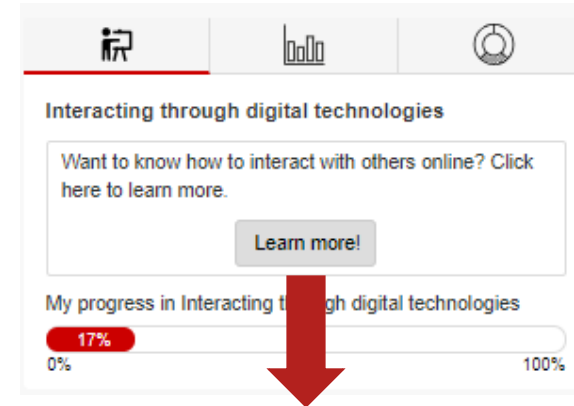 Interacting through digital technologies
Want to know how to interact with others online? Click
here to learn more.
Learn more!
My progress in Interacting t gh digital technologies
17%
0% 100%